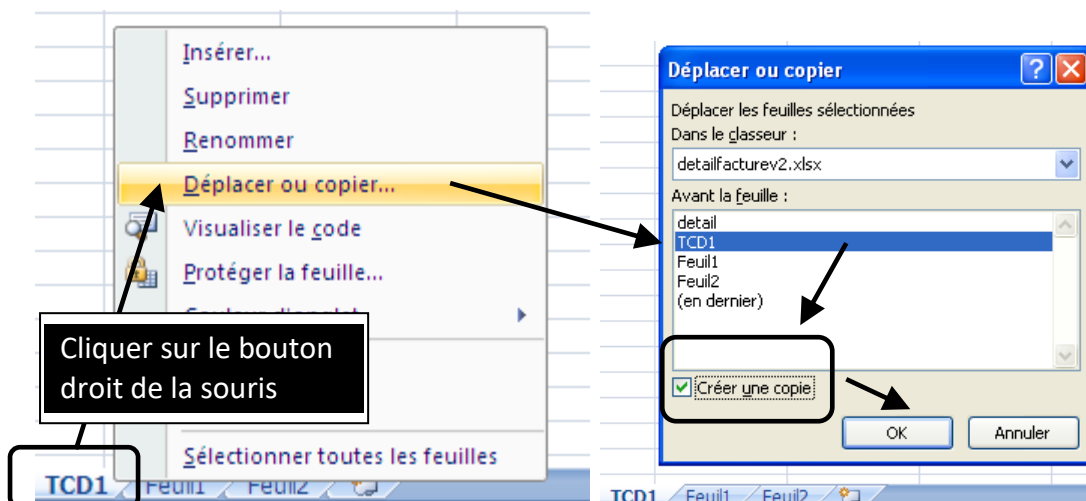 Insérer...
Supprimer
Renommer
Déplacer ou copier...
Visualiser le code
Protéger la feuille...
Cliquer sur le bouton
droit de la souris
Sélectionner toutes les feuilles
TCD1 Feuil1 Feuil2
Déplacer ou copier
Déplacer les feuilles sélectionnées
Dans le classeur :
detailfacturev2.xlsx
Avant la feuille :
detail
TCD1
Feuil1
Feuil2
(en dernier)
Créer une copie
OK Annuler
TCD1 Feuil1 Feuil2